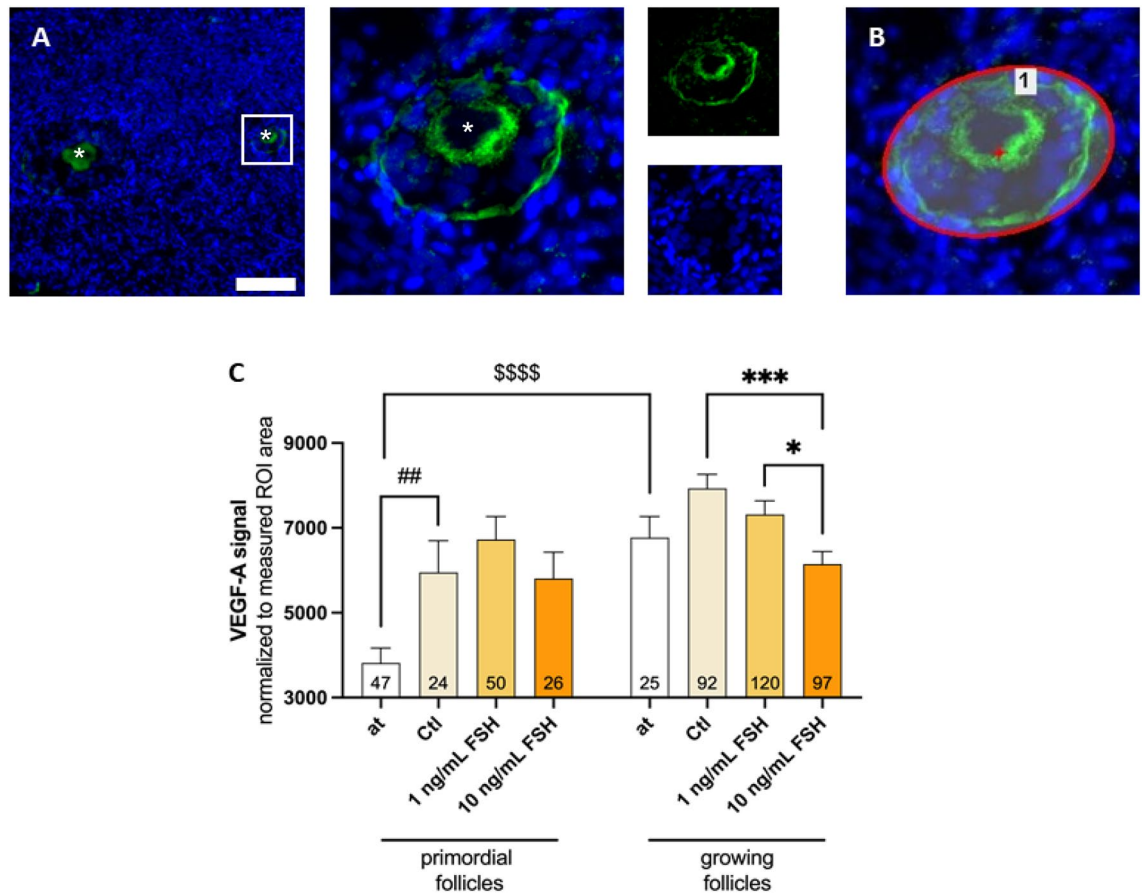 A
*
*
*
B
1
C
$$$$
***
*
##
VEGF-A signal
normalized to measured ROI area
9000
7000
5000
3000
47
24
50
26
25
92
120
97
at
Ctl
1 ng/mL FSH
10 ng/mL FSH
at
Ctl
1 ng/mL FSH
10 ng/mL FSH
primordial
follicles
growing
follicles